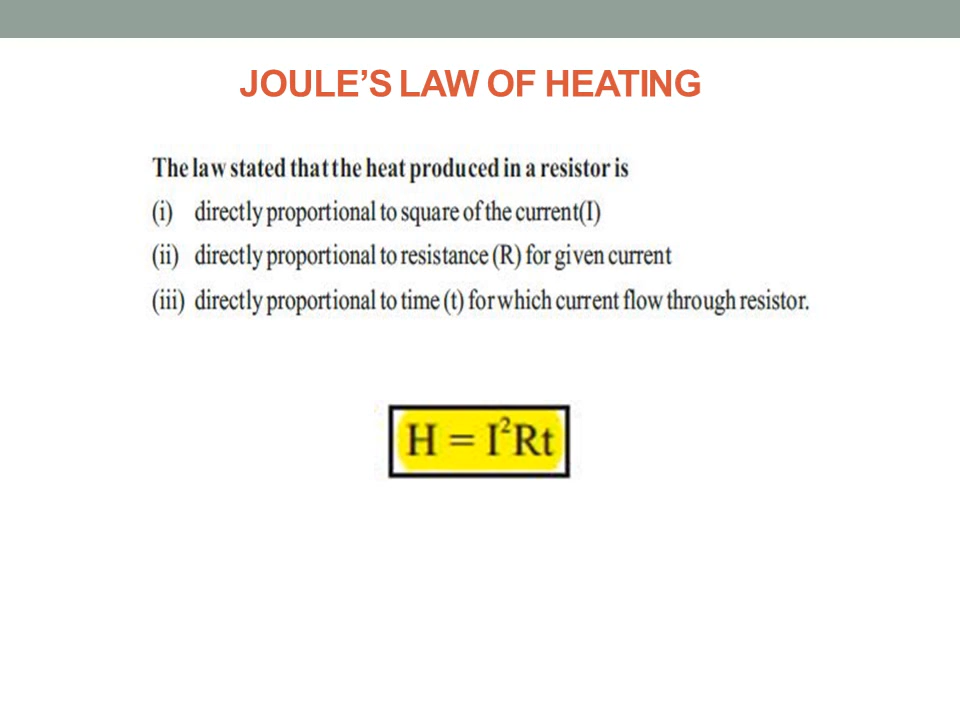 JOULE’S LAW OF HEATING
The law stated that the heat produced in a resistor is
(i) directly proportional to square of the current(I)
(ii) directly proportional to resistance (R) for given current
(iii) directly proportional to time (t) for which current flow through resistor.
H = I²Rt